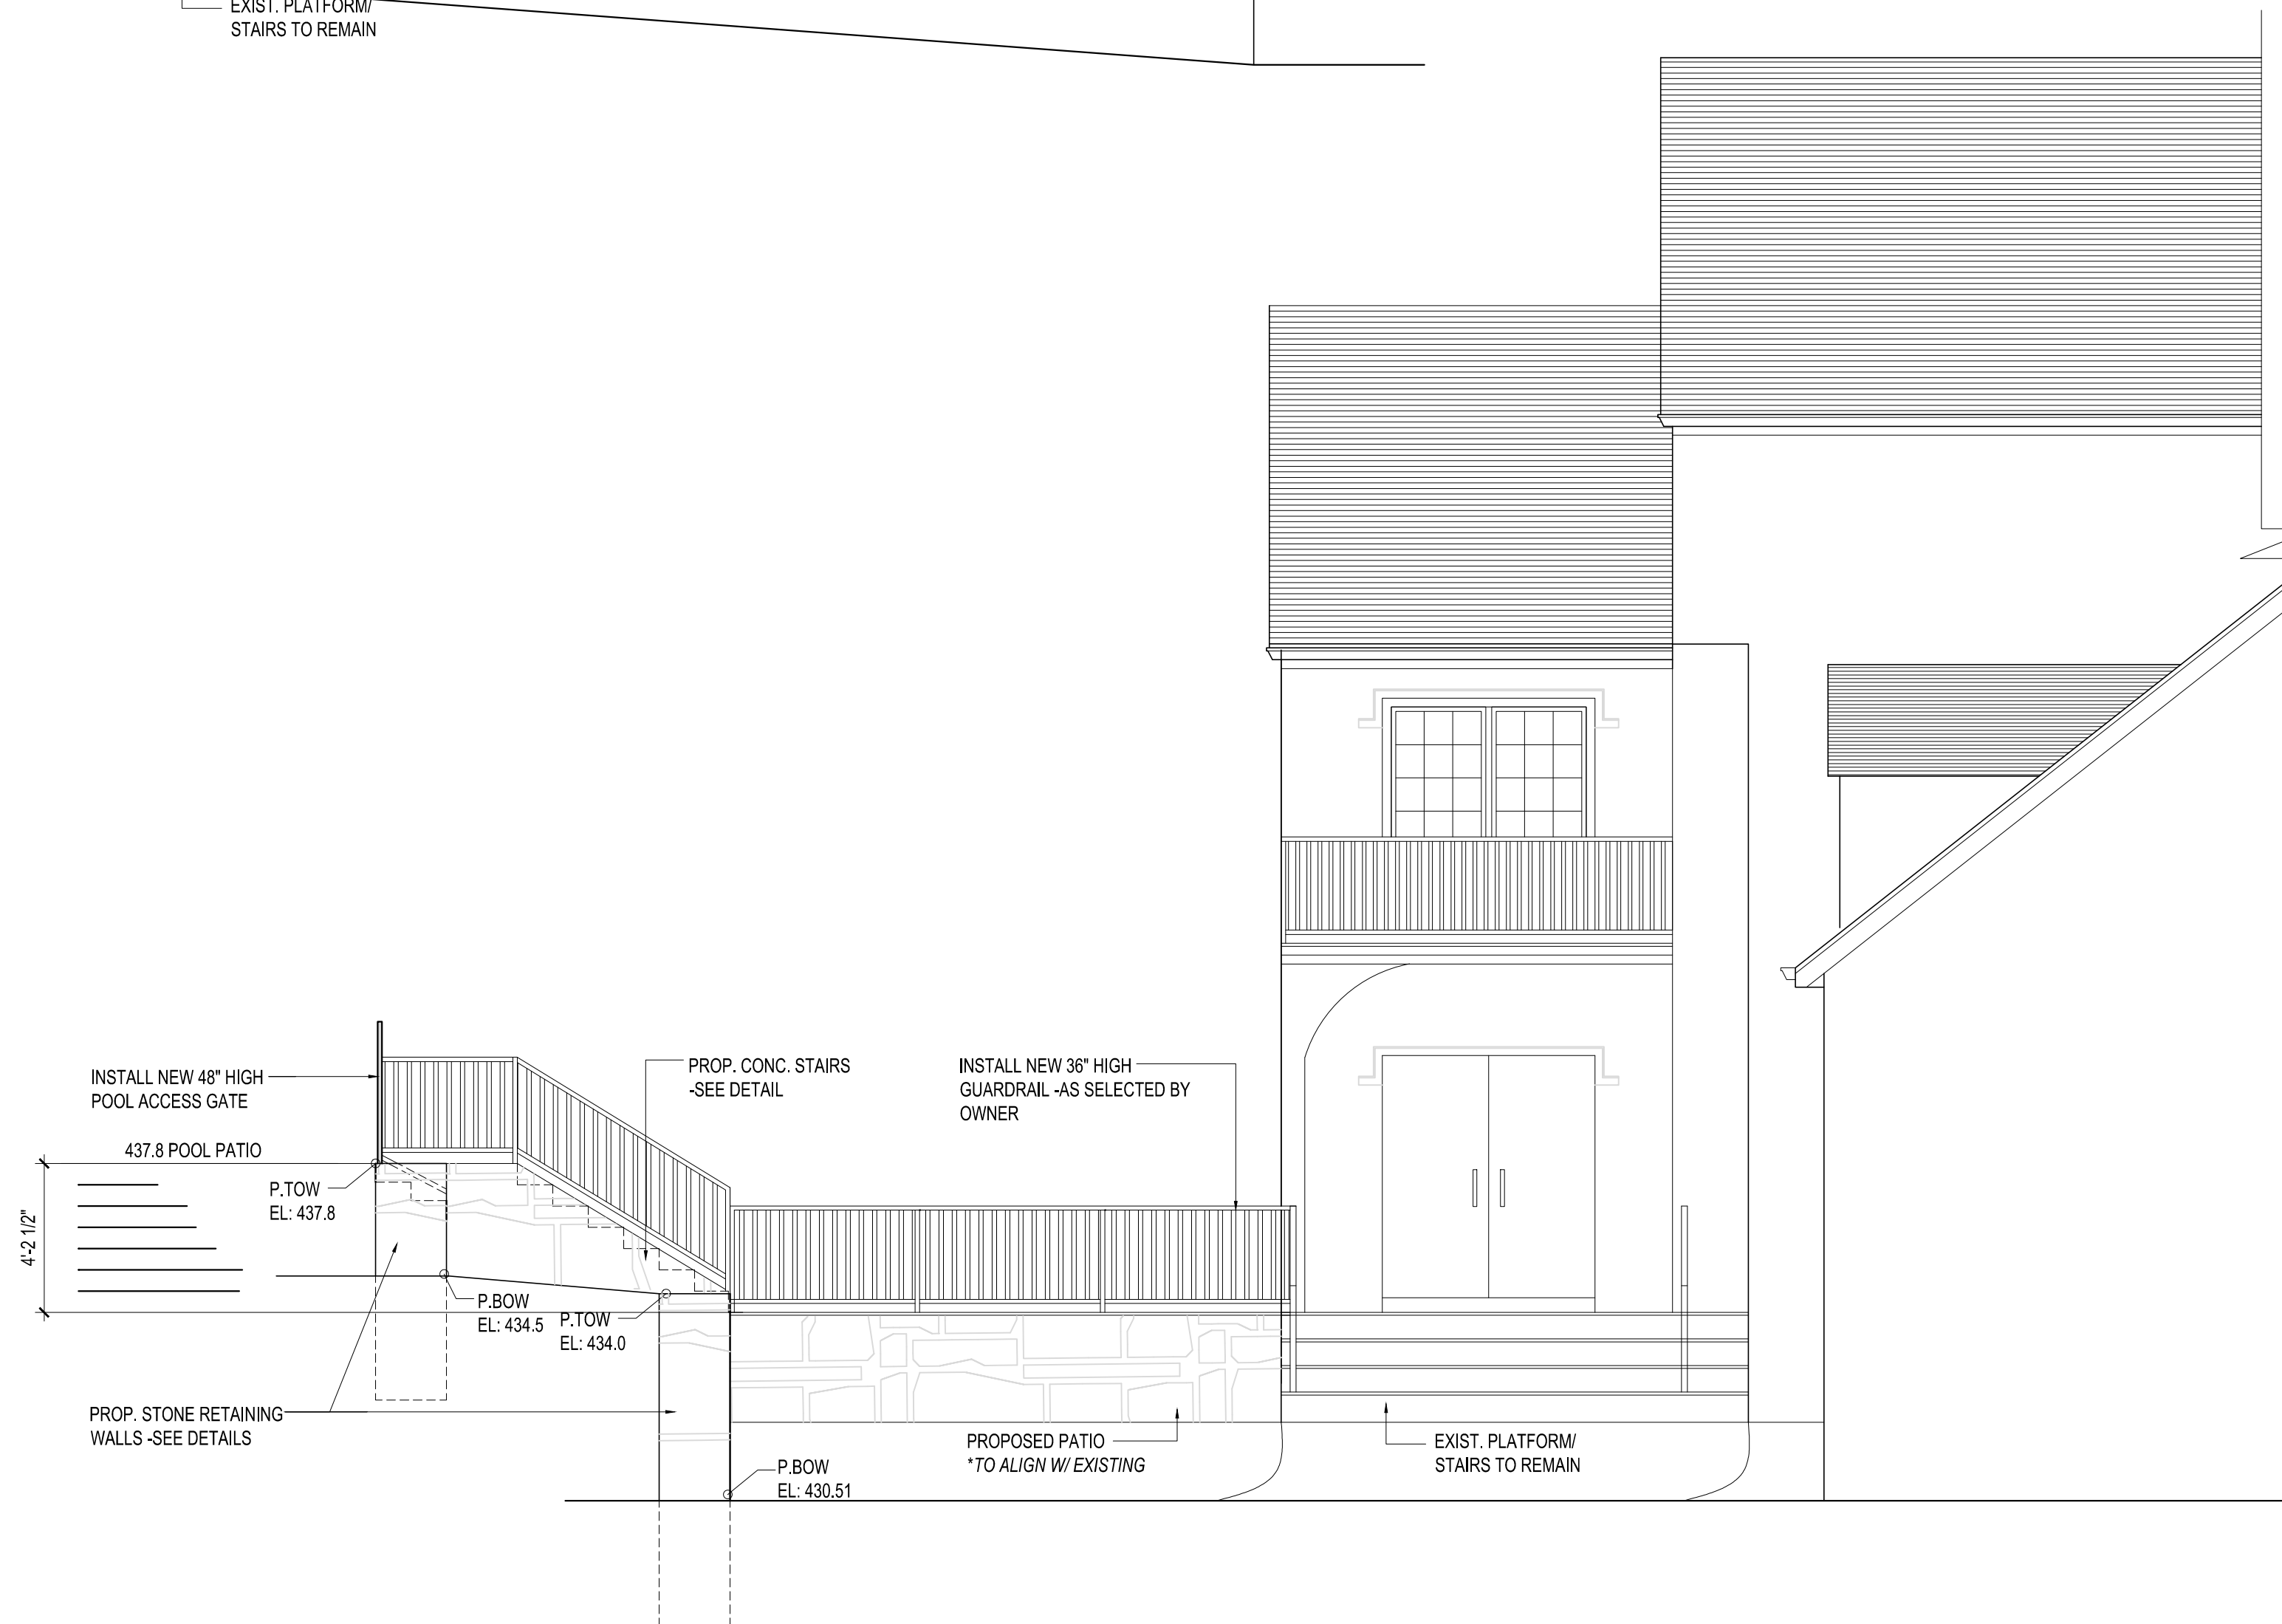 EXIST. PLATFORM/
STAIRS TO REMAIN
INSTALL NEW 48" HIGH
POOL ACCESS GATE
PROP. CONC. STAIRS
-SEE DETAIL
INSTALL NEW 36" HIGH
GUARDRAIL -AS SELECTED BY
OWNER
437.8 POOL PATIO
P.TOW
EL: 437.8
4'-2 1/2"
P.BOW
EL: 434.5
P.TOW
EL: 434.0
PROP. STONE RETAINING
WALLS -SEE DETAILS
P.BOW
EL: 430.51
PROPOSED PATIO
*TO ALIGN W/ EXISTING
EXIST. PLATFORM/
STAIRS TO REMAIN